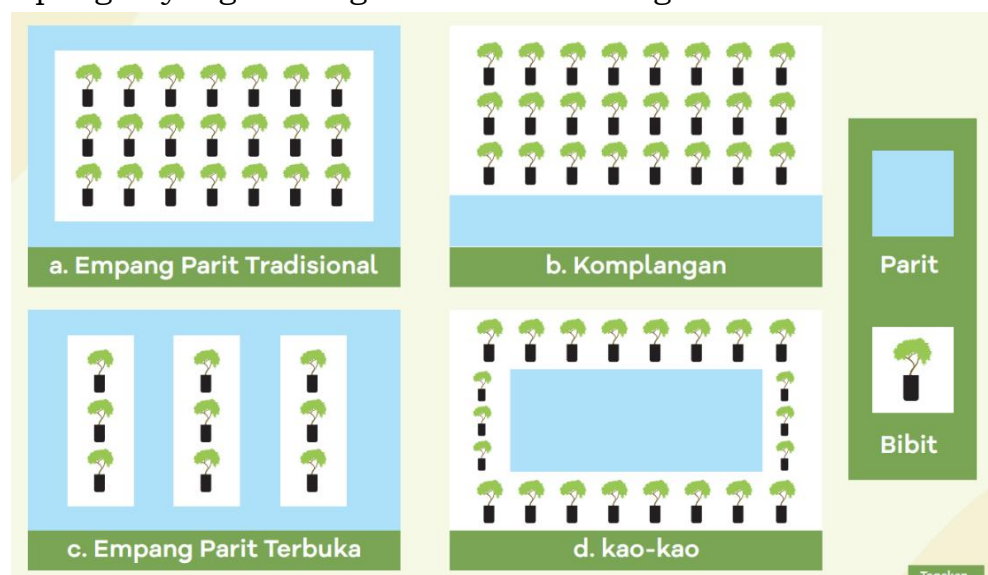 a. Empang Parit Tradisional
b. Komplangan
Parit
c. Empang Parit Terbuka
d. kao-kao
Bibit